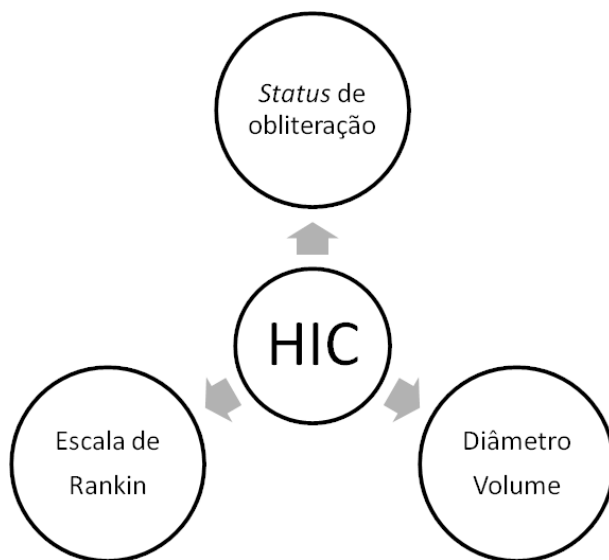 Status de
obliteração
HIC
Escala de
Rankin
Diâmetro
Volume